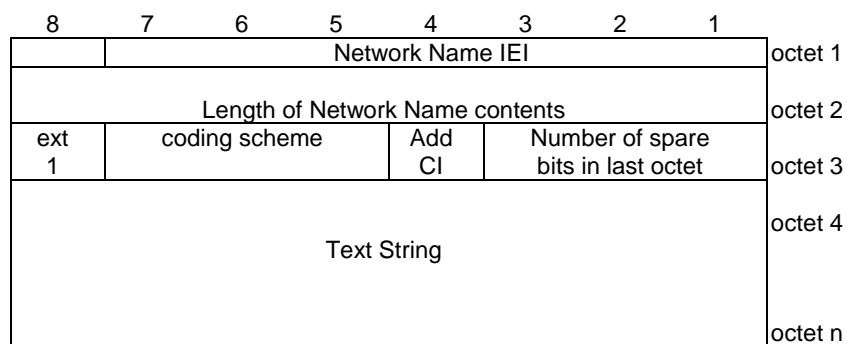 8 7 6 5 4 3 2 1
Network Name IEI octet 1
Length of Network Name contents octet 2
ext coding scheme Add Number of spare
1 CI bits in last octet octet 3
octet 4
Text String
octet n